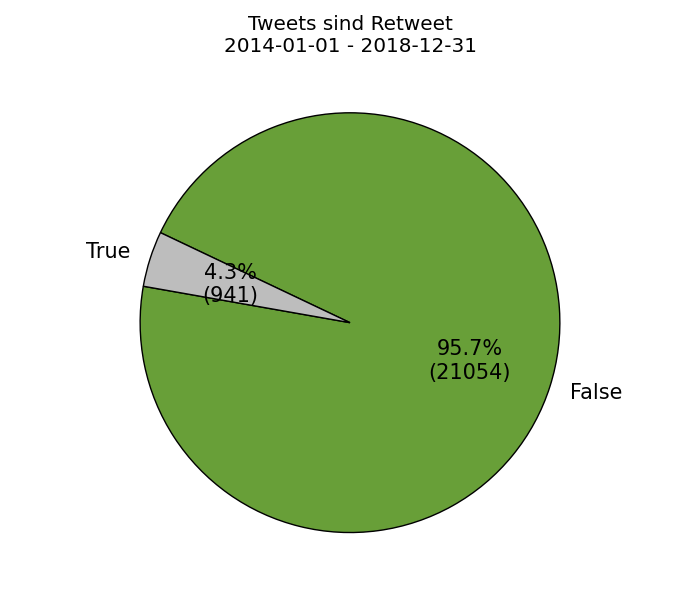 Tweets sind Retweet
2014-01-01 - 2018-12-31
True
4.3%
(941)
95.7%
(21054)
False